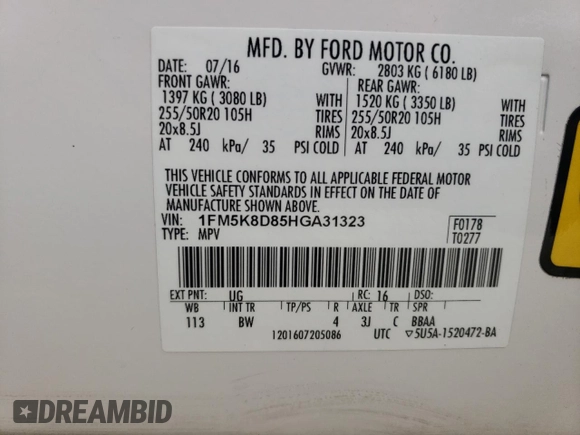 MFD. BY FORD MOTOR CO.
DATE: 07/16 GVWR: 2803 KG ( 6180 LB)
FRONT GAWR: REAR GAWR:
1397 KG ( 3080 LB) WITH 1520 KG ( 3350 LB) WITH
255/50R20 105H TIRES 255/50R20 105H TIRES
20x8.5J RIMS 20x8.5J RIMS
AT 240 kPa/ 35 PSI COLD AT 240 kPa/ 35 PSI COLD
THIS VEHICLE CONFORMS TO ALL APPLICABLE FEDERAL MOTOR
VEHICLE SAFETY STANDARDS IN EFFECT ON THE DATE OF
MANUFACTURE SHOWN ABOVE.
VIN: 1FM5K8D85HGA31323 F0178
TYPE: MPV T0277
EXT PNT: UG RC: 16 DSO:
WB INT TR TP/PS R AXLE TR SPR
113 BW 4 3J C BBAA
1201607205086 UTC ▽5U5A-1520472-BA
DREAMBID